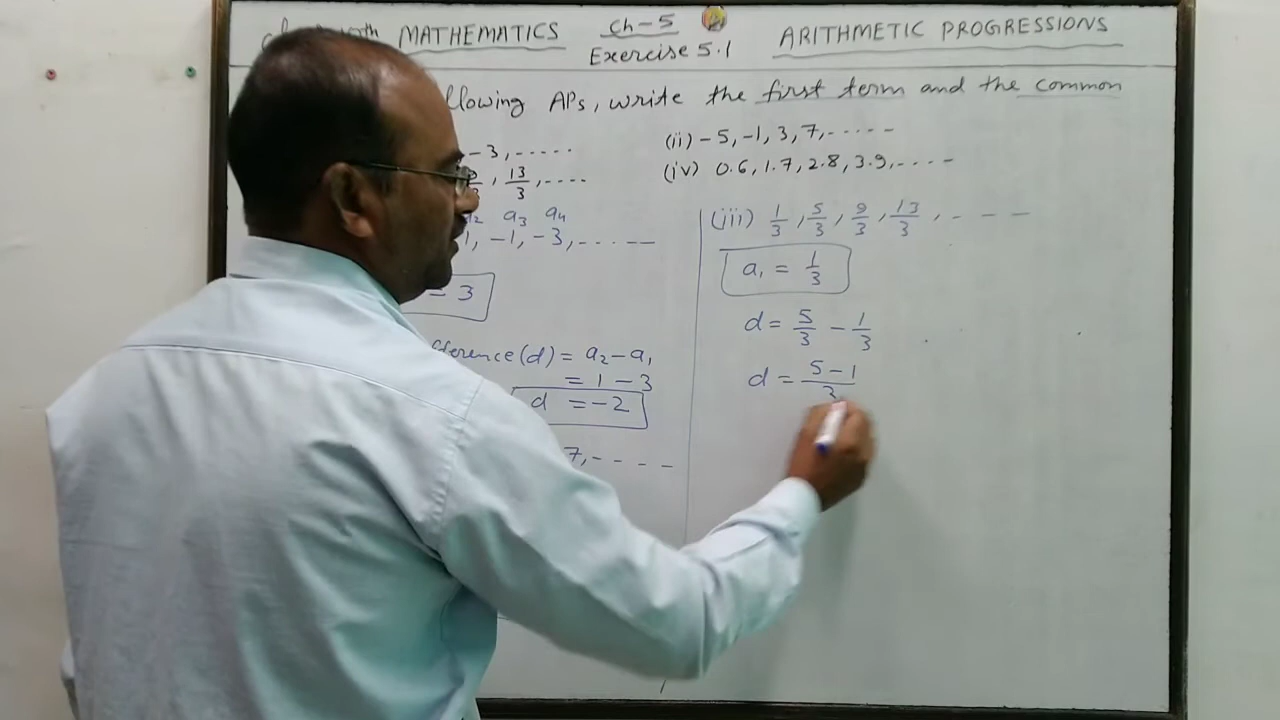 MATHEMATICS Ch-5 ARITHMETIC PROGRESSIONS
Exercise 5.1
llowing APs, write the first term and the common
-3, ..... (ii) -5, -1, 3, 7, .....
, 13/3, .... (iv) 0.6, 1.7, 2.8, 3.9, ....
a₃ a₄
1, -1, -3, .....
= 3
fference (d) = a₂ - a₁
= 1 - 3
d = -2
7, - - - -
(iii) 1/3, 5/3, 9/3, 13/3, - - - -
a₁ = 1/3
d = 5/3 - 1/3
d = 5-1/3